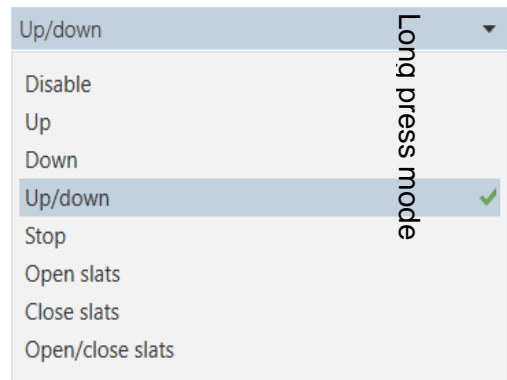 Up/down
Long press mode
Disable
Up
Down
Up/down
Stop
Open slats
Close slats
Open/close slats